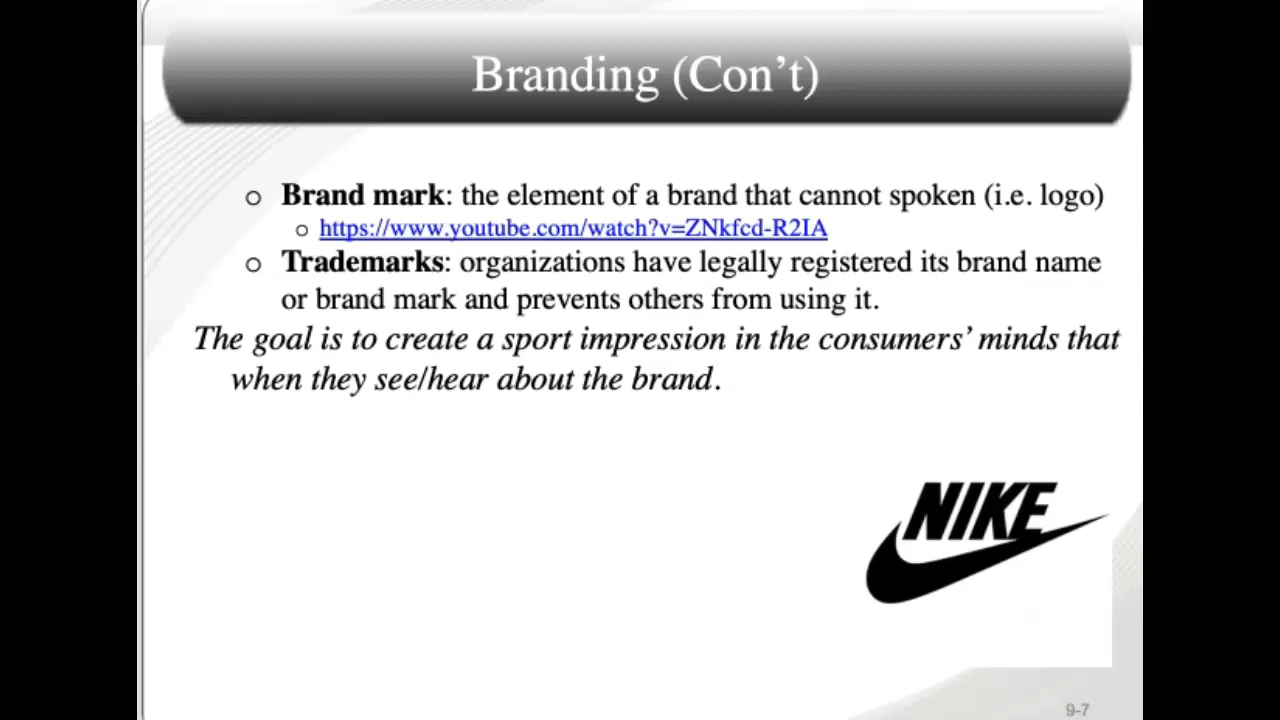 Branding (Con’t)
o Brand mark: the element of a brand that cannot spoken (i.e. logo)
o https://www.youtube.com/watch?v=ZNkfcd-R2IA
o Trademarks: organizations have legally registered its brand name
or brand mark and prevents others from using it.
The goal is to create a sport impression in the consumers’ minds that
when they see/hear about the brand.
NIKE
9-7